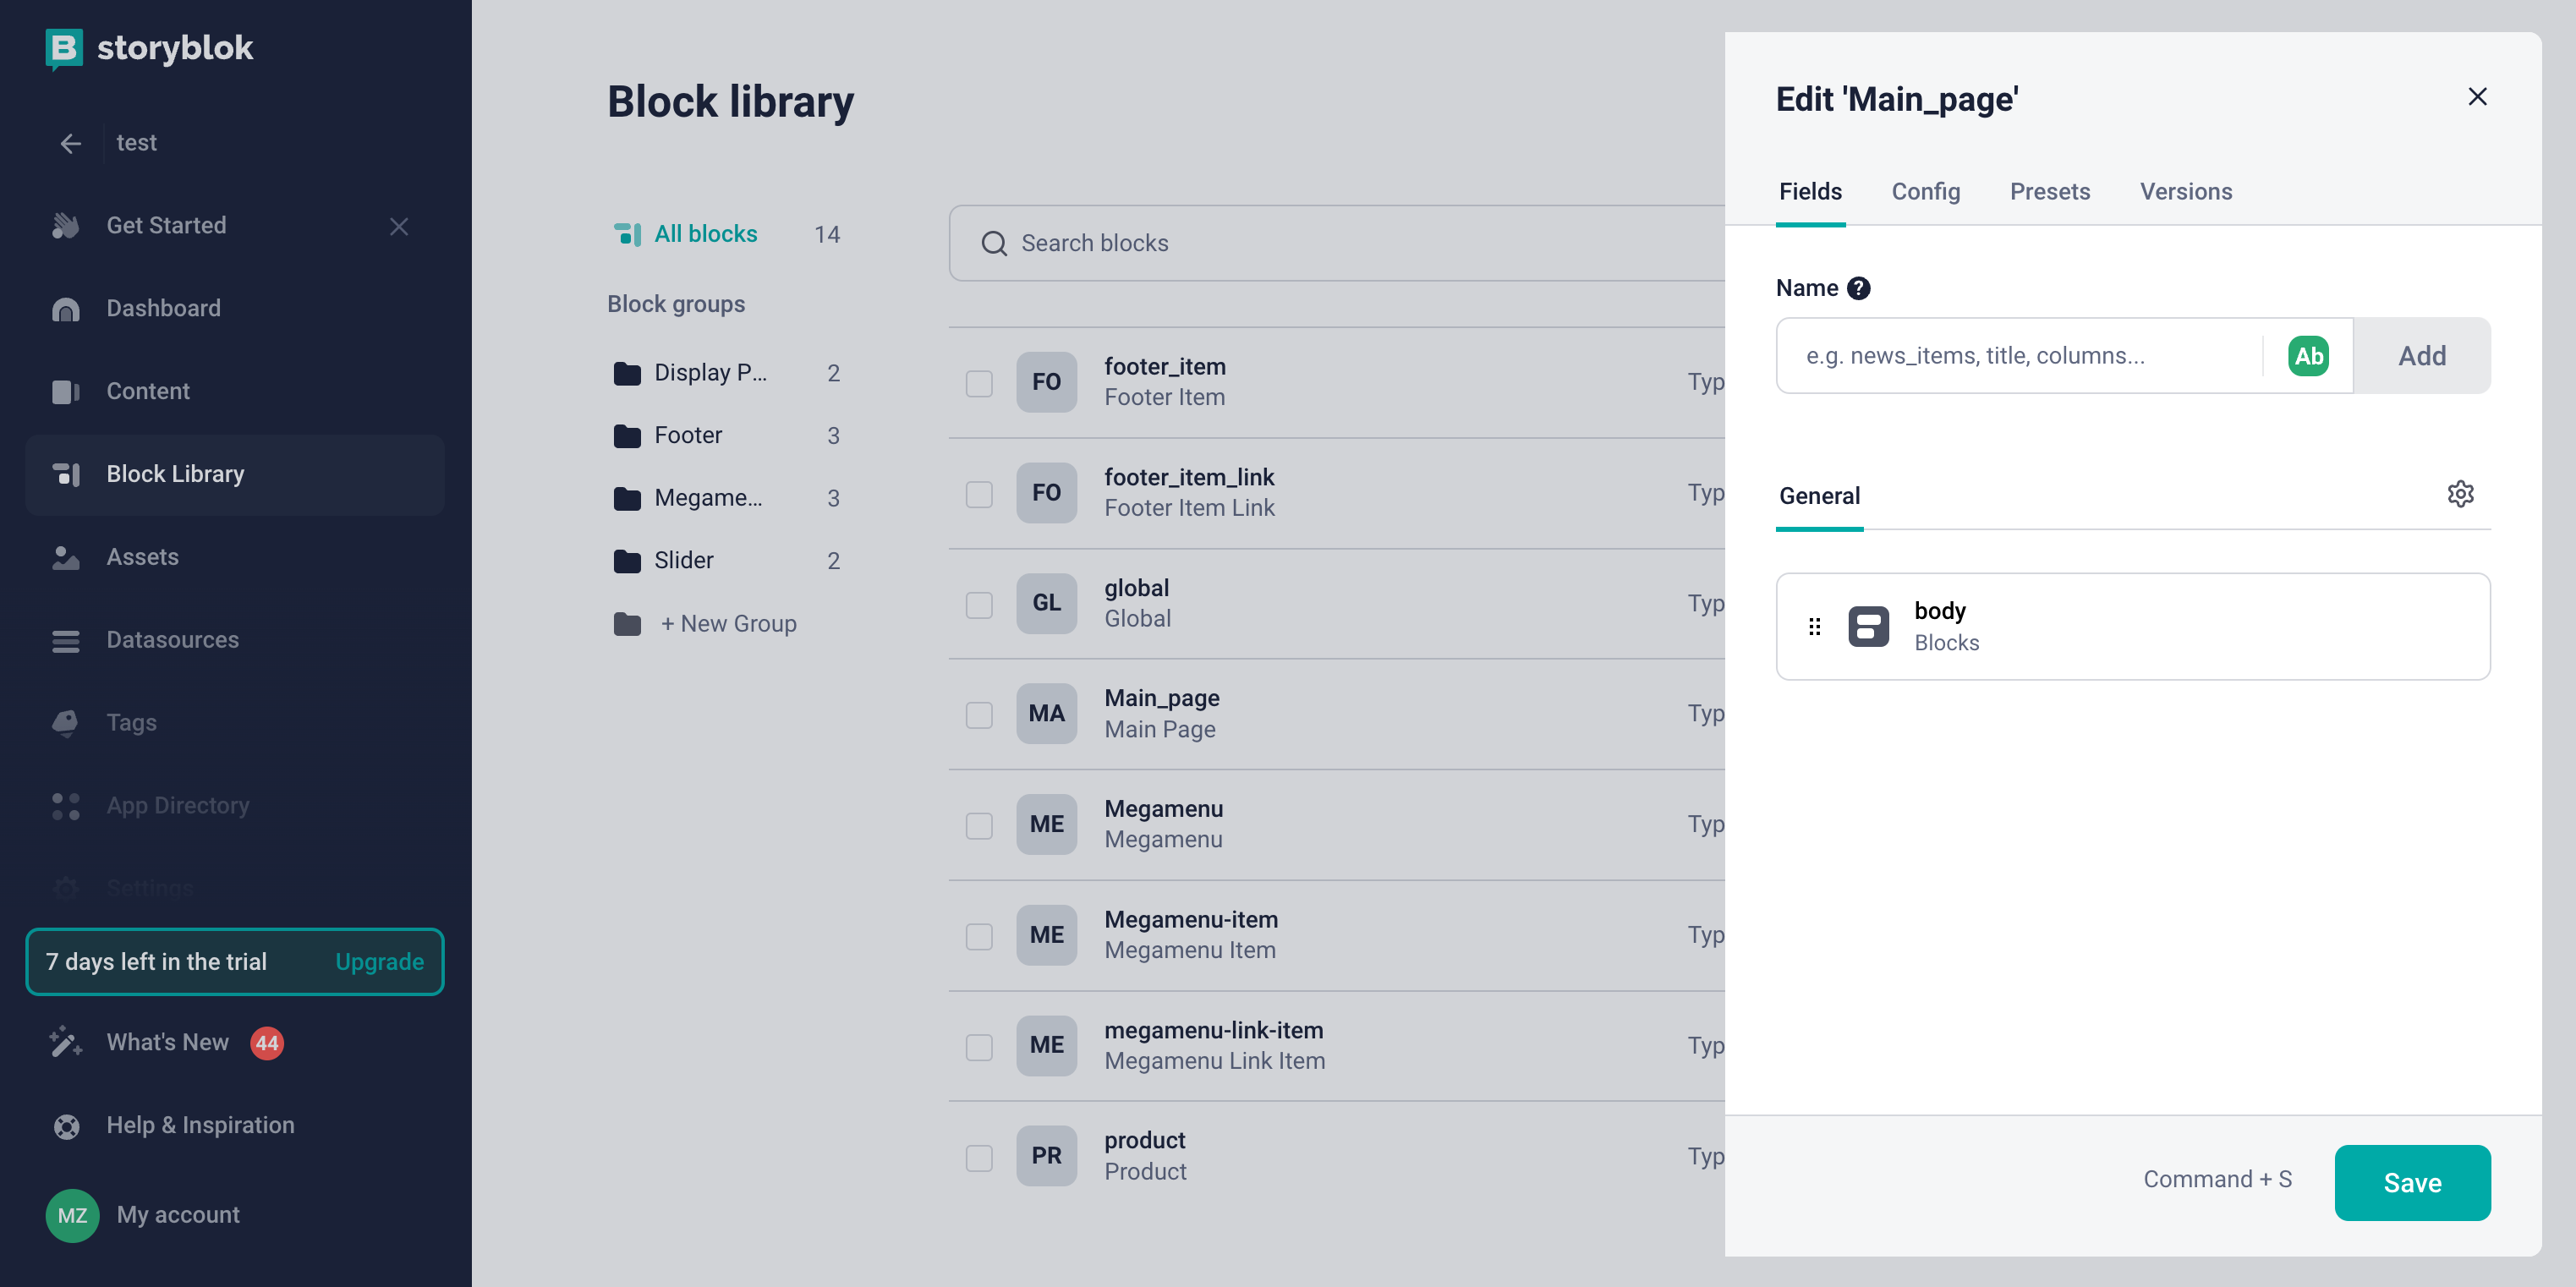 storyblok
test
Get Started
Dashboard
Content
Block Library
Assets
Datasources
Tags
App Directory
Settings
7 days left in the trial Upgrade
What's New 44
Help & Inspiration
MZ My account
Block library
All blocks 14
Block groups
Display P... 2
Footer 3
Megame... 3
Slider 2
+ New Group
Search blocks
FO footer_item Typ
Footer Item
FO footer_item_link Typ
Footer Item Link
GL global Typ
Global
MA Main_page Typ
Main Page
ME Megamenu Typ
Megamenu
ME Megamenu-item Typ
Megamenu Item
ME megamenu-link-item Typ
Megamenu Link Item
PR product Typ
Product
Edit 'Main_page'
Fields Config Presets Versions
Name ?
e.g. news_items, title, columns... Ab Add
General
body
Blocks
Command + S Save